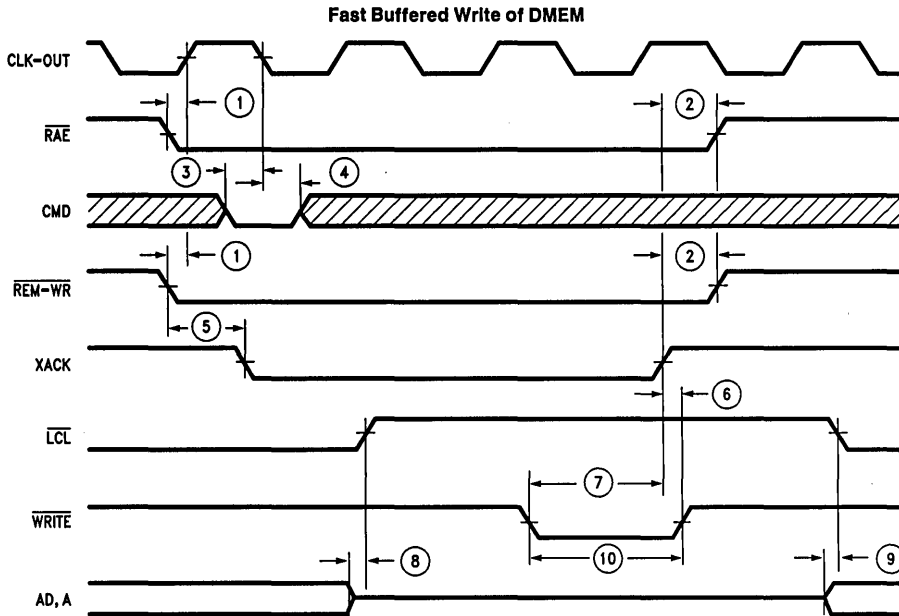 Fast Buffered Write of DMEM
CLK-OUT
1
2
RAE
3
4
CMD
1
2
REM-WR
5
XACK
6
LCL
7
WRITE
8
10
9
AD, A